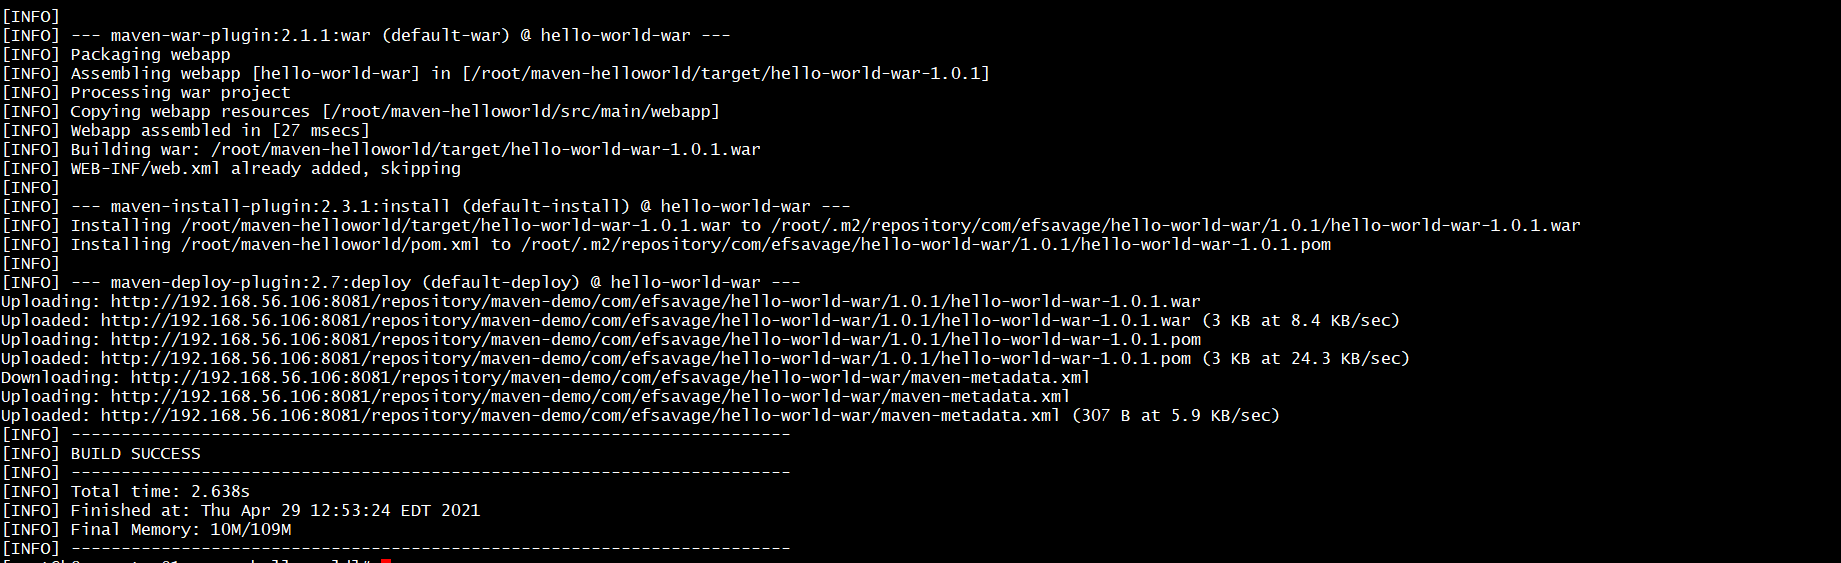 [INFO]
[INFO] --- maven-war-plugin:2.1.1:war (default-war) @ hello-world-war ---
[INFO] Packaging webapp
[INFO] Assembling webapp [hello-world-war] in [/root/maven-helloworld/target/hello-world-war-1.0.1]
[INFO] Processing war project
[INFO] Copying webapp resources [/root/maven-helloworld/src/main/webapp]
[INFO] Webapp assembled in [27 msecs]
[INFO] Building war: /root/maven-helloworld/target/hello-world-war-1.0.1.war
[INFO] WEB-INF/web.xml already added, skipping
[INFO]
[INFO] --- maven-install-plugin:2.3.1:install (default-install) @ hello-world-war ---
[INFO] Installing /root/maven-helloworld/target/hello-world-war-1.0.1.war to /root/.m2/repository/com/efsavage/hello-world-war/1.0.1/hello-world-war-1.0.1.war
[INFO] Installing /root/maven-helloworld/pom.xml to /root/.m2/repository/com/efsavage/hello-world-war/1.0.1/hello-world-war-1.0.1.pom
[INFO]
[INFO] --- maven-deploy-plugin:2.7:deploy (default-deploy) @ hello-world-war ---
Uploading: http://192.168.56.106:8081/repository/maven-demo/com/efsavage/hello-world-war/1.0.1/hello-world-war-1.0.1.war
Uploaded: http://192.168.56.106:8081/repository/maven-demo/com/efsavage/hello-world-war/1.0.1/hello-world-war-1.0.1.war (3 KB at 8.4 KB/sec)
Uploading: http://192.168.56.106:8081/repository/maven-demo/com/efsavage/hello-world-war/1.0.1/hello-world-war-1.0.1.pom
Uploaded: http://192.168.56.106:8081/repository/maven-demo/com/efsavage/hello-world-war/1.0.1/hello-world-war-1.0.1.pom (3 KB at 24.3 KB/sec)
Downloading: http://192.168.56.106:8081/repository/maven-demo/com/efsavage/hello-world-war/maven-metadata.xml
Uploading: http://192.168.56.106:8081/repository/maven-demo/com/efsavage/hello-world-war/maven-metadata.xml
Uploaded: http://192.168.56.106:8081/repository/maven-demo/com/efsavage/hello-world-war/maven-metadata.xml (307 B at 5.9 KB/sec)
[INFO] ------------------------------------------------------------------------
[INFO] BUILD SUCCESS
[INFO] ------------------------------------------------------------------------
[INFO] Total time: 2.638s
[INFO] Finished at: Thu Apr 29 12:53:24 EDT 2021
[INFO] Final Memory: 10M/109M
[INFO] ------------------------------------------------------------------------